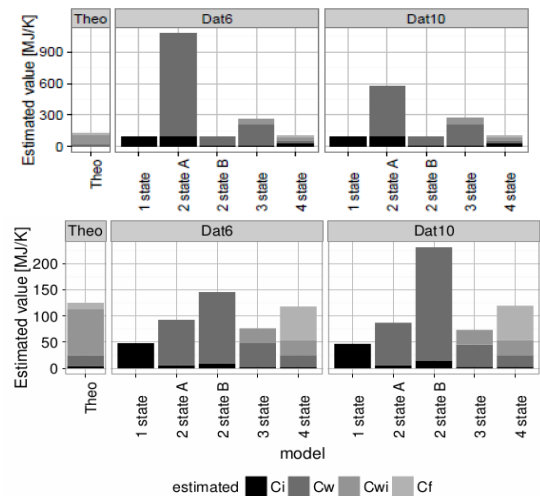 Theo Dat6 Dat10
Estimated value [MJ/K]
900
600
300
0
Theo
1 state
2 state A
2 state B
3 state
4 state
1 state
2 state A
2 state B
3 state
4 state
Theo Dat6 Dat10
Estimated value [MJ/K]
200
150
100
50
0
Theo
1 state
2 state A
2 state B
3 state
4 state
1 state
2 state A
2 state B
3 state
4 state
model
estimated Ci Cw Cwi Cf